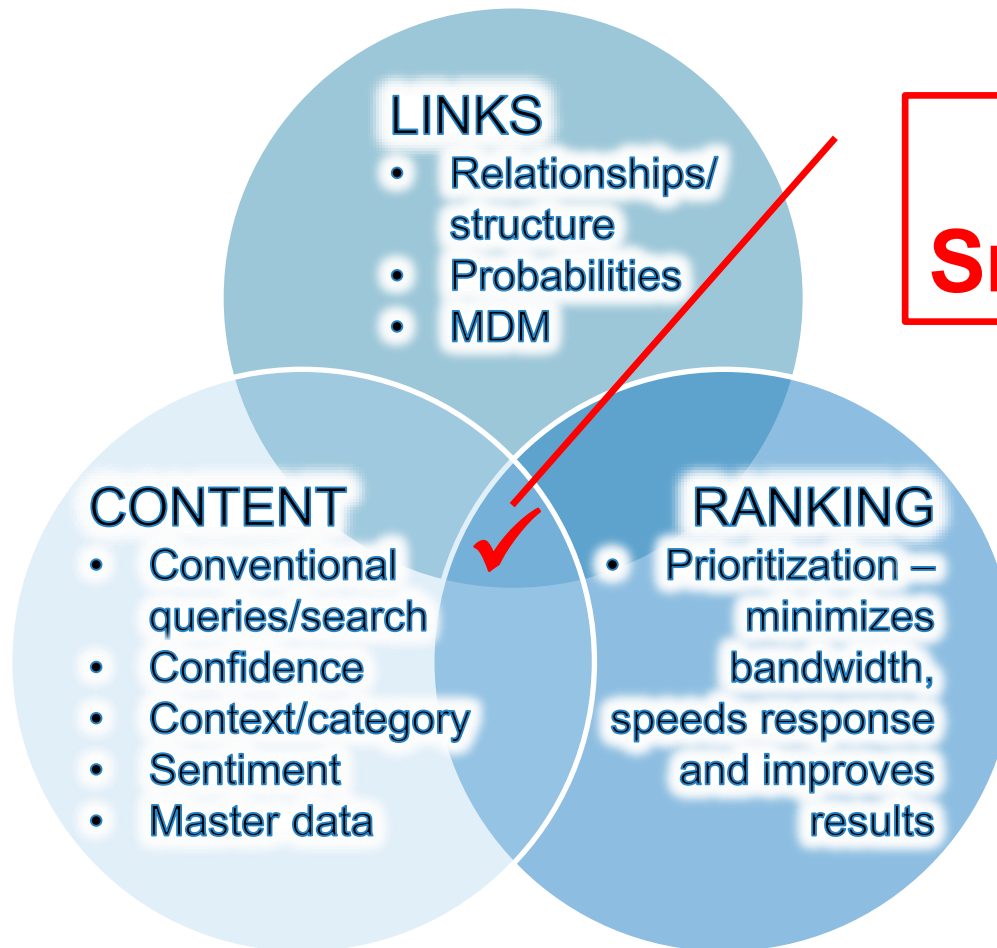 LINKS
• Relationships/
structure
• Probabilities
• MDM
CONTENT
• Conventional
queries/search
• Confidence
• Context/category
• Sentiment
• Master data
RANKING
• Prioritization –
minimizes
bandwidth,
speeds response
and improves
results